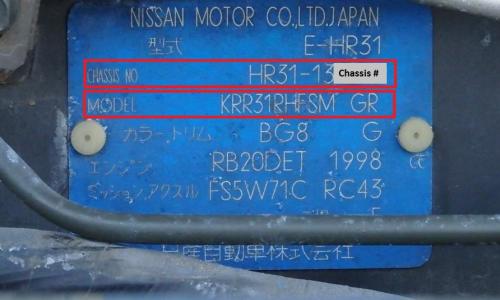 NISSAN MOTOR CO.,LTD.JAPAN
型式 E-HR31
CHASSIS NO HR31-13 Chassis #
MODEL KRR31RHFSM GR
カラー,トリム BG8 G
エンジン RB20DET 1998
ミッション,アクスル FS5W71C RC43
日産自動車株式会社